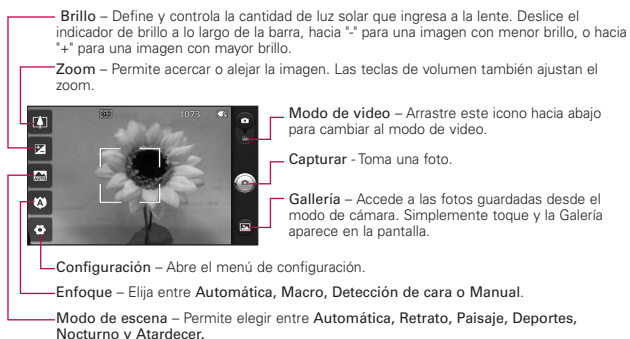 Brillo – Define y controla la cantidad de luz solar que ingresa a la lente. Deslice el
indicador de brillo a lo largo de la barra, hacia "-" para una imagen con menor brillo, o hacia
"+" para una imagen con mayor brillo.
Zoom – Permite acercar o alejar la imagen. Las teclas de volumen también ajustan el
zoom.
1073
Modo de video – Arrastre este icono hacia abajo
para cambiar al modo de video.
Capturar - Toma una foto.
Gallería – Accede a las fotos guardadas desde el
modo de cámara. Simplemente toque y la Galería
aparece en la pantalla.
Configuración – Abre el menú de configuración.
Enfoque – Elija entre Automática, Macro, Detección de cara o Manual.
Modo de escena – Permite elegir entre Automática, Retrato, Paisaje, Deportes,
Nocturno y Atardecer.